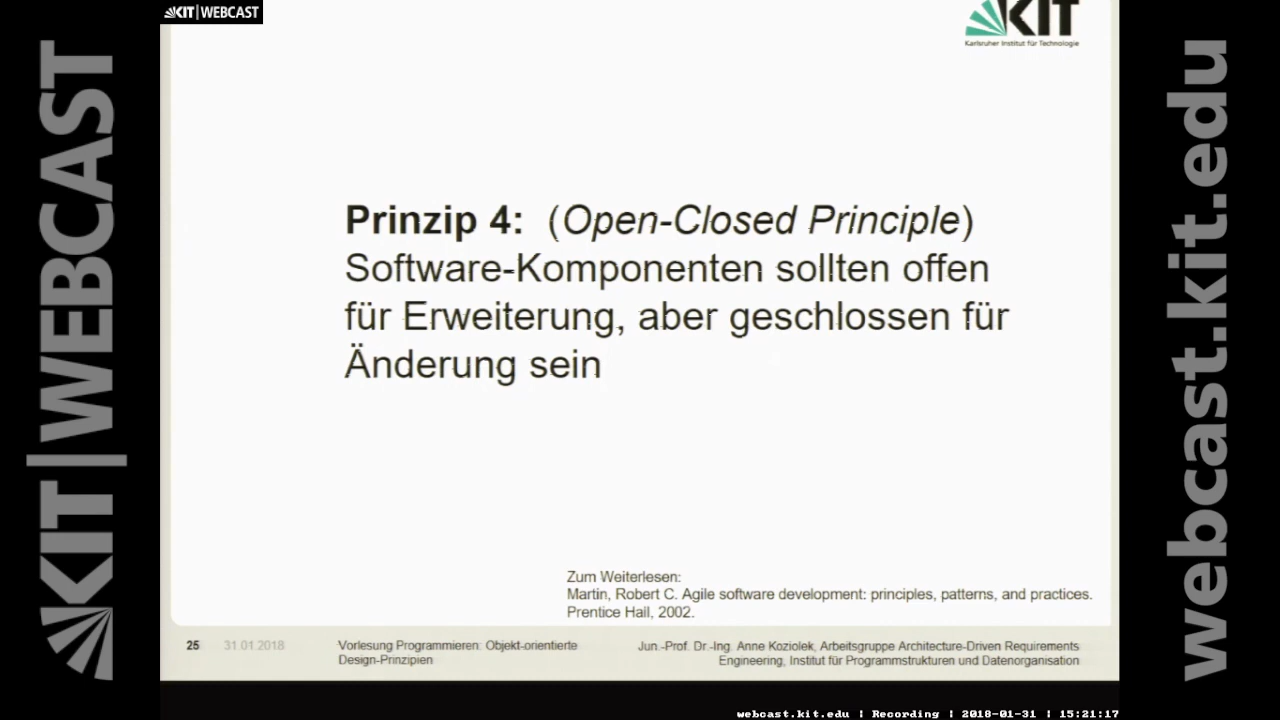 KIT|WEBCAST
KIT
Karlsruher Institut für Technologie
KIT|WEBCAST
webcast.kit.edu
Prinzip 4: (Open-Closed Principle)
Software-Komponenten sollten offen
für Erweiterung, aber geschlossen für
Änderung sein
Zum Weiterlesen:
Martin, Robert C. Agile software development: principles, patterns, and practices.
Prentice Hall, 2002.
25 31.01.2018
Vorlesung Programmieren: Objekt-orientierte
Design-Prinzipien
Jun.-Prof. Dr.-Ing. Anne Koziolek, Arbeitsgruppe Architecture-Driven Requirements
Engineering, Institut für Programmstrukturen und Datenorganisation
webcast.kit.edu | Recording | 2018-01-31 | 15:21:17